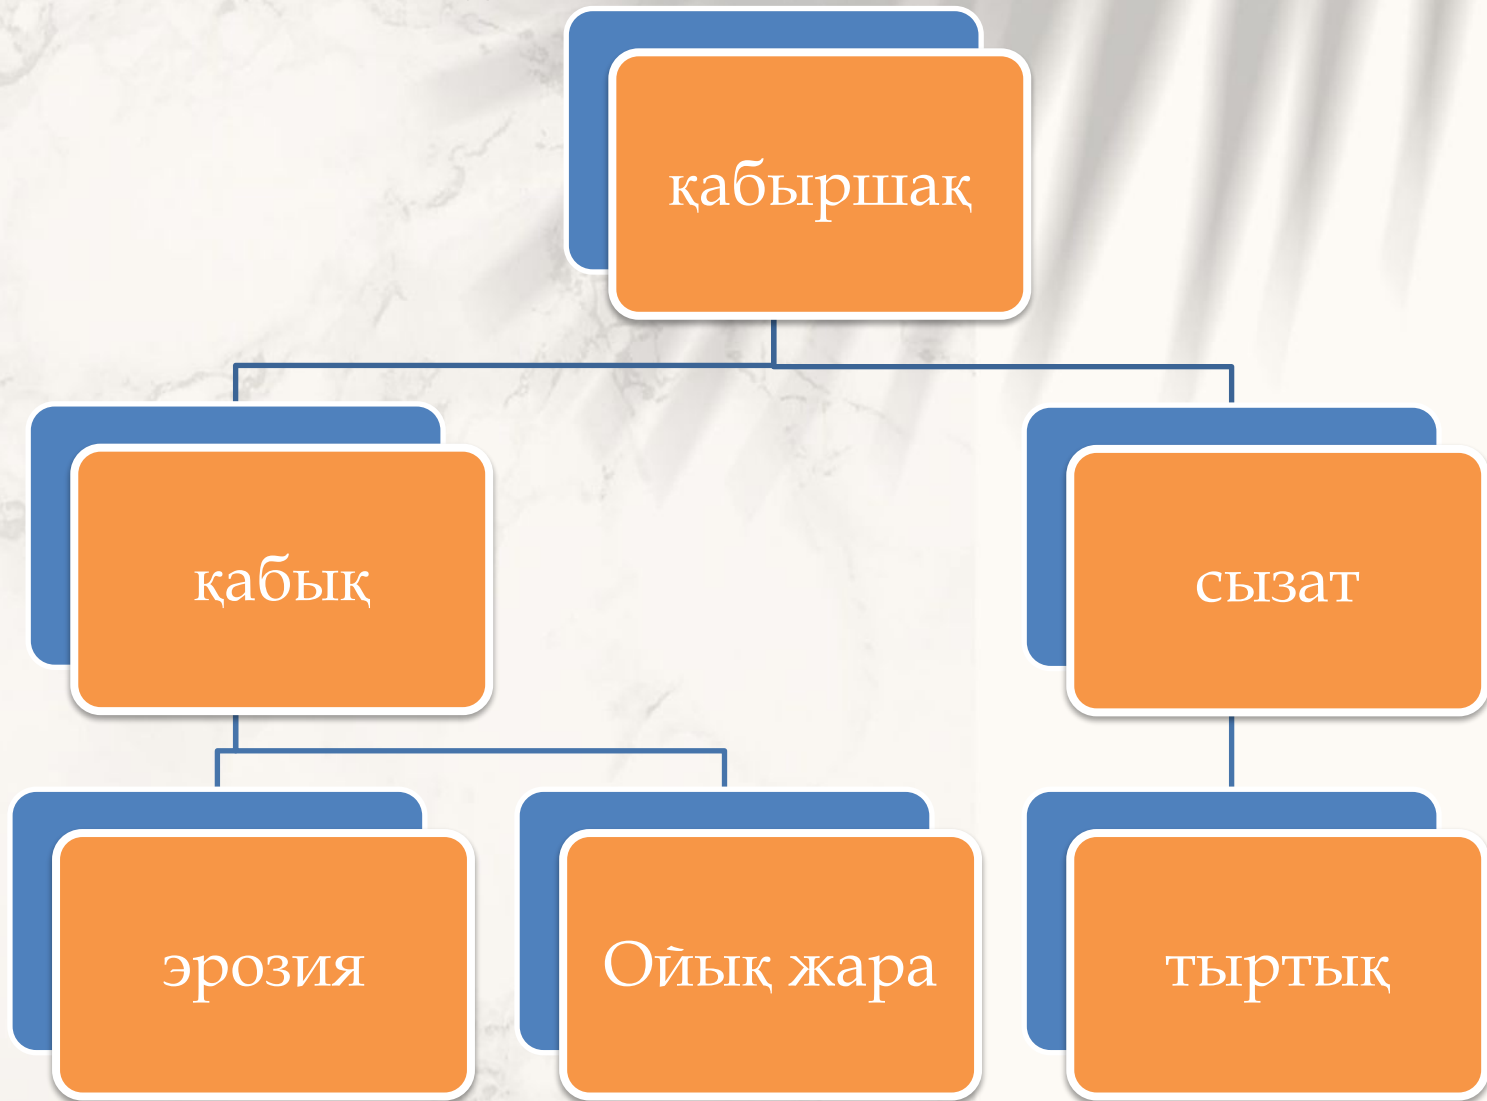 қабыршақ
қабық
сызат
эрозия
Ойық жара
тыртық